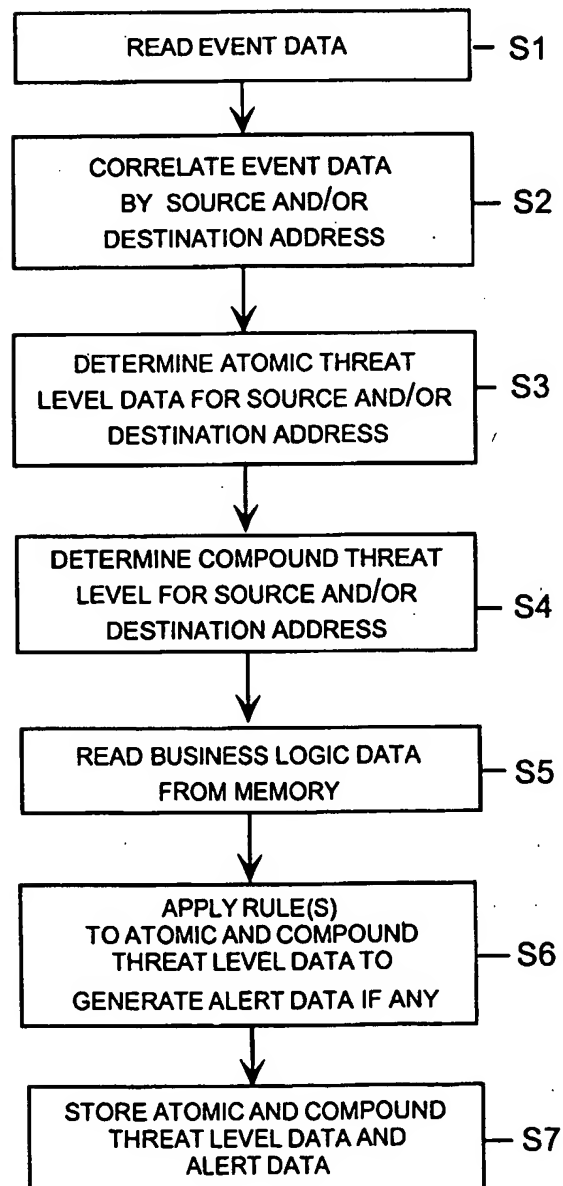 READ EVENT DATA
S1
CORRELATE EVENT DATA
BY SOURCE AND/OR
DESTINATION ADDRESS
S2
DETERMINE ATOMIC THREAT
LEVEL DATA FOR SOURCE AND/OR
DESTINATION ADDRESS
S3
DETERMINE COMPOUND THREAT
LEVEL FOR SOURCE AND/OR
DESTINATION ADDRESS
S4
READ BUSINESS LOGIC DATA
FROM MEMORY
S5
APPLY RULE(S)
TO ATOMIC AND COMPOUND
THREAT LEVEL DATA TO
GENERATE ALERT DATA IF ANY
S6
STORE ATOMIC AND COMPOUND
THREAT LEVEL DATA AND
ALERT DATA
S7